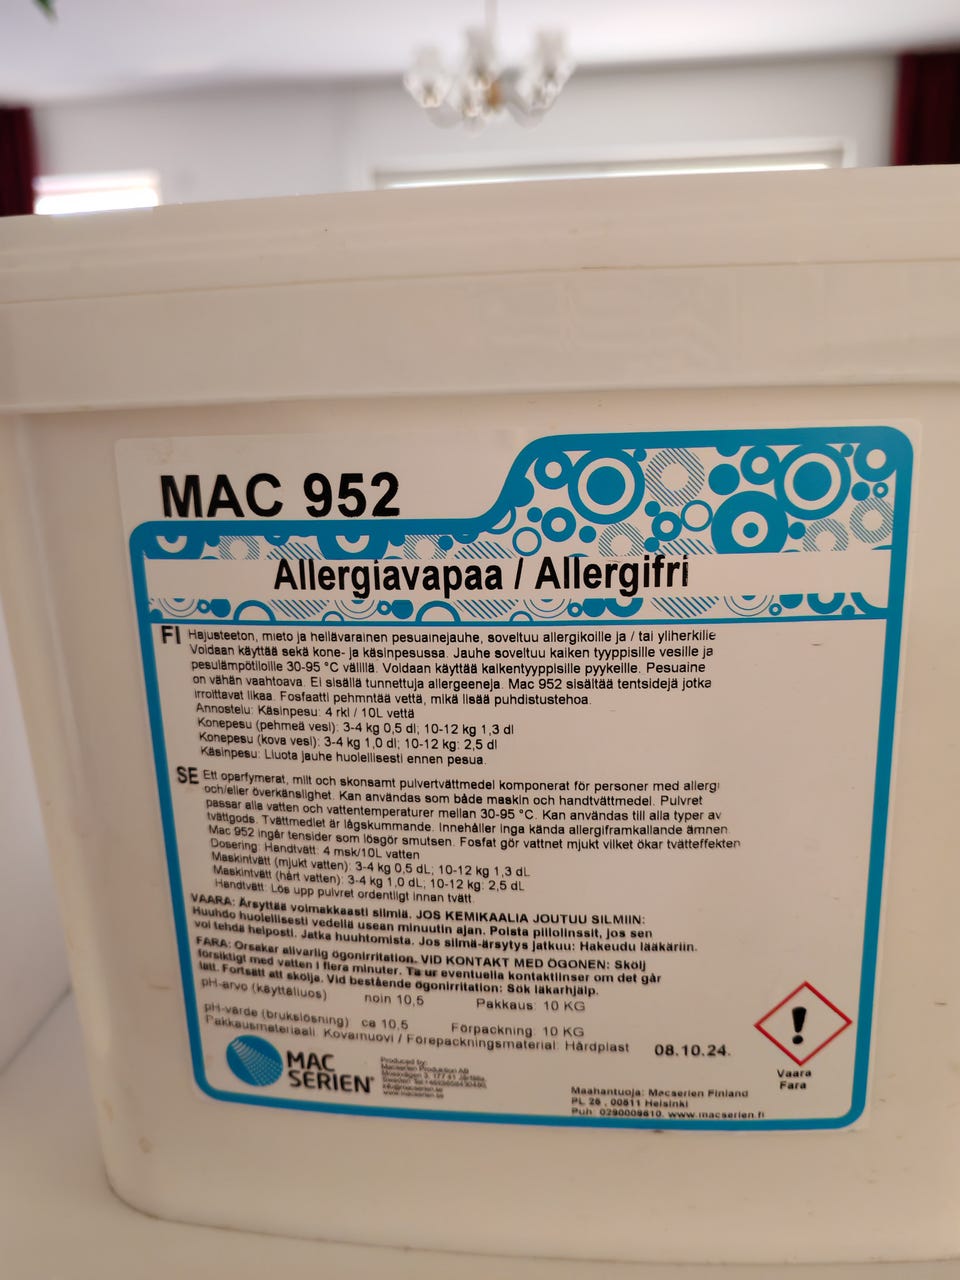 MAC 952
Allergiavapaa / Allergifri
FI Hajusteeton, mieto ja hellävarainen pesuainejauhe, soveltuu allergikoille ja / tai yliherkille
Voidaan käyttää sekä kone- ja käsinpesussa. Jauhe soveltuu kaiken tyyppisille vesille ja
pesulämpötiloille 30-95 °C välillä. Voidaan käyttää kaikentyyppisille pyykeille. Pesuaine
on vähän vaahtoava. Ei sisällä tunnettuja allergeeneja. Mac 952 sisältää tentsidejä jotka
irroittavat likaa. Fosfaatti pehmntää vettä, mikä lisää puhdistustehoa.
Annostelu: Käsinpesu: 4 rkl / 10L vettä
Konepesu (pehmeä vesi): 3-4 kg 0,5 dl; 10-12 kg 1,3 dl
Konepesu (kova vesi): 3-4 kg 1,0 dl; 10-12 kg: 2,5 dl
Käsinpesu: Liuota jauhe huolellisesti ennen pesua.
SE Ett oparfymerat, milt och skonsamt pulvertvättmedel komponerat för personer med allergi
och/eller överkänslighet. Kan användas som både maskin och handtvättmedel. Pulvret
passar alla vatten och vattentemperaturer mellan 30-95 °C. Kan användas till alla typer av
tvättgods. Tvättmedlet är lågskummande. Innehåller inga kända allergiframkallande ämnen.
Mac 952 ingår tensider som lösgör smutsen. Fosfat gör vattnet mjukt vilket ökar tvätteffekten
Dosering: Handtvätt: 4 msk/10L vatten
Maskintvätt (mjukt vatten): 3-4 kg 0,5 dL; 10-12 kg 1,3 dL
Maskintvätt (hårt vatten): 3-4 kg 1,0 dL; 10-12 kg: 2,5 dL
Handtvätt: Lös upp pulvret ordentligt innan tvätt.
VAARA: Ärsyttää voimakkaasti silmiä. JOS KEMIKAALIA JOUTUU SILMIIN:
Huuhdo huolellisesti vedellä usean minuutin ajan. Poista piilolinssit, jos sen
voi tehdä helposti. Jatka huuhtomista. Jos silmä-ärsytys jatkuu: Hakeudu lääkäriin.
FARA: Orsakar allvarlig ögonirritation. VID KONTAKT MED ÖGONEN: Skölj
försiktigt med vatten i flera minuter. Ta ur eventuella kontaktlinser om det går
lätt. Fortsätt att skölja. Vid bestående ögonirritation: Sök läkarhjälp.
pH-arvo (käyttöliuos) noin 10,5 Pakkaus: 10 KG
pH-värde (brukslösning) ca 10,5 Förpackning: 10 KG
Pakkausmateriaali: Kovamuovi / Förepackningsmaterial: Hårdplast 08.10.24.
Vaara
Fara
MAC
SERIEN
Produced by:
Macserien Produktion AB
www.macserien.se
Maahantuoja: Macserien Finland
PL 26 , 00811 Helsinki
Puh: 0290009810. www.macserien.fi